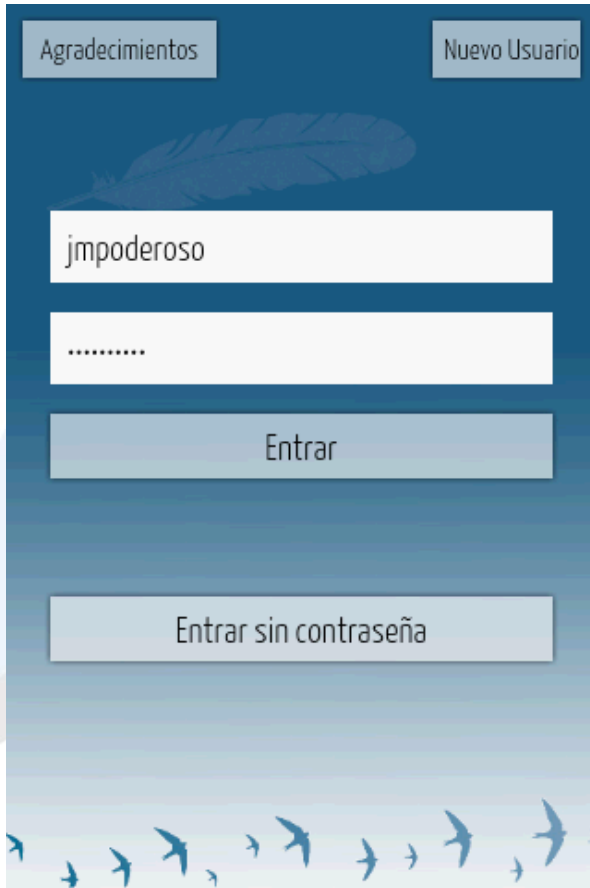 Agradecimientos
Nuevo Usuario
jmpoderoso
..........
Entrar
Entrar sin contraseña